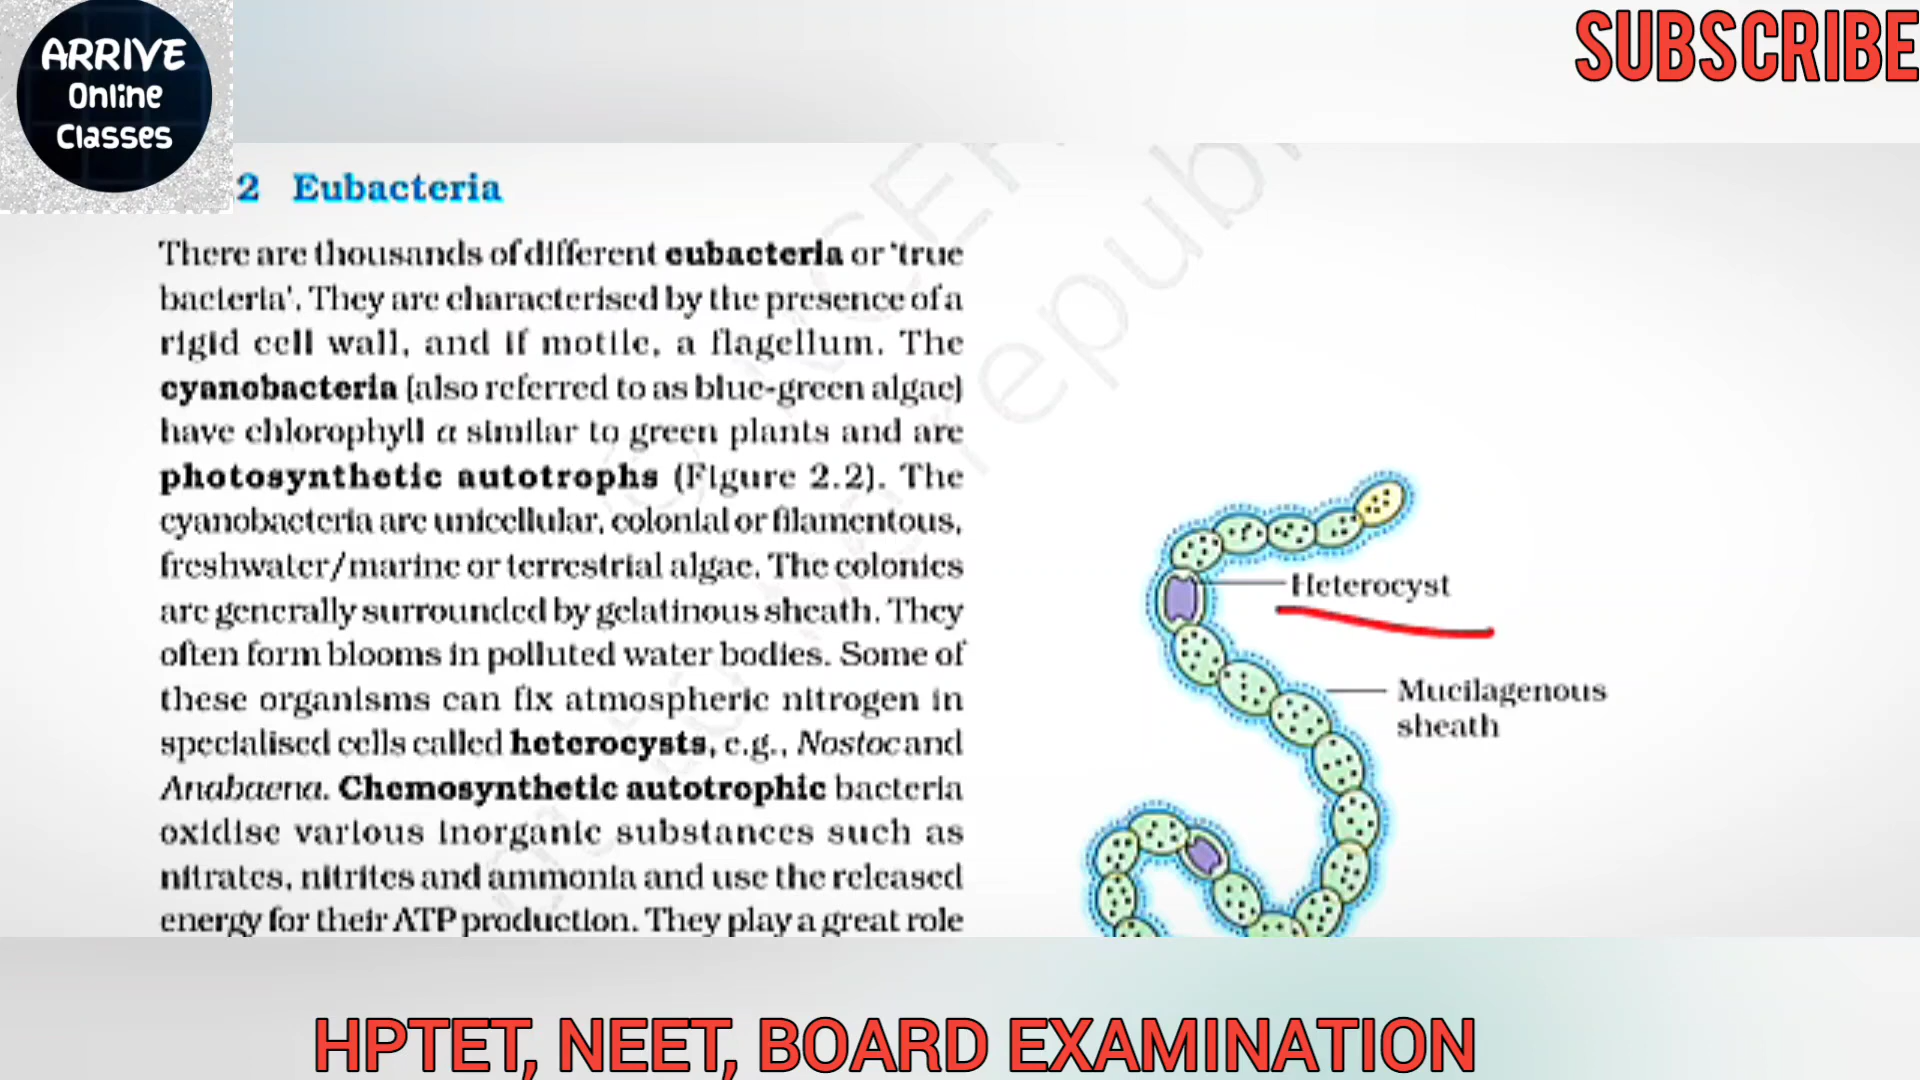 ARRIVE
Online
Classes
SUBSCRIBE
2 Eubacteria
There are thousands of different eubacteria or 'true
bacteria'. They are characterised by the presence of a
rigid cell wall, and if motile, a flagellum. The
cyanobacteria (also referred to as blue-green algae)
have chlorophyll a similar to green plants and are
photosynthetic autotrophs (Figure 2.2). The
cyanobacteria are unicellular, colonial or filamentous,
freshwater/marine or terrestrial algae. The colonies
are generally surrounded by gelatinous sheath. They
often form blooms in polluted water bodies. Some of
these organisms can fix atmospheric nitrogen in
specialised cells called heterocysts, e.g., Nostoc and
Anabaena. Chemosynthetic autotrophic bacteria
oxidise various inorganic substances such as
nitrates, nitrites and ammonia and use the released
energy for their ATP production. They play a great role
Heterocyst
Mucilagenous
sheath
HPTET, NEET, BOARD EXAMINATION